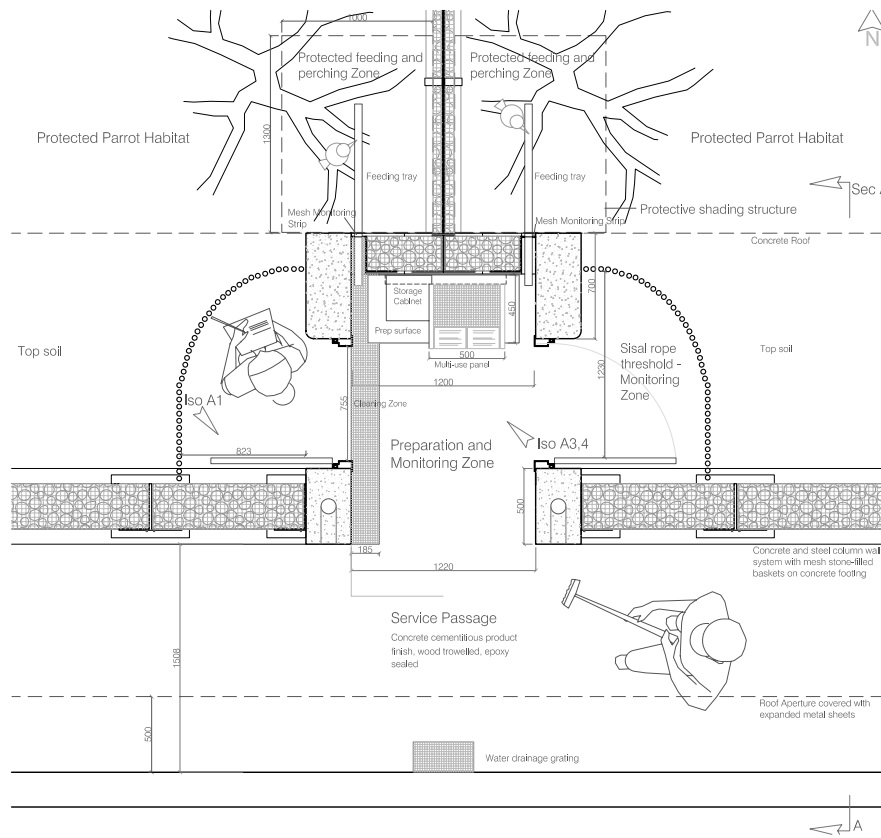 1000
N
Protected feeding and
perching Zone
Protected feeding and
perching Zone
1300
Protected Parrot Habitat
Protected Parrot Habitat
Feeding tray
Feeding tray
Sec A
Mesh Monitoring
Strip
Mesh Monitoring Strip
Protective shading structure
Concrete Roof
Storage
Cabinet
700
450
Prep surface
Top soil
Sisal rope
threshold -
Monitoring
Zone
Top soil
500
Multi-use panel
1230
1200
755
Iso A1
Cleaning Zone
823
Preparation and
Monitoring Zone
Iso A3,4
500
185
1220
Concrete and steel column wall
system with mesh stone-filled
baskets on concrete footing
Service Passage
Concrete cementitious product
finish, wood trowelled, epoxy
sealed
1508
500
Roof Aperture covered with
expanded metal sheets
Water drainage grating
A